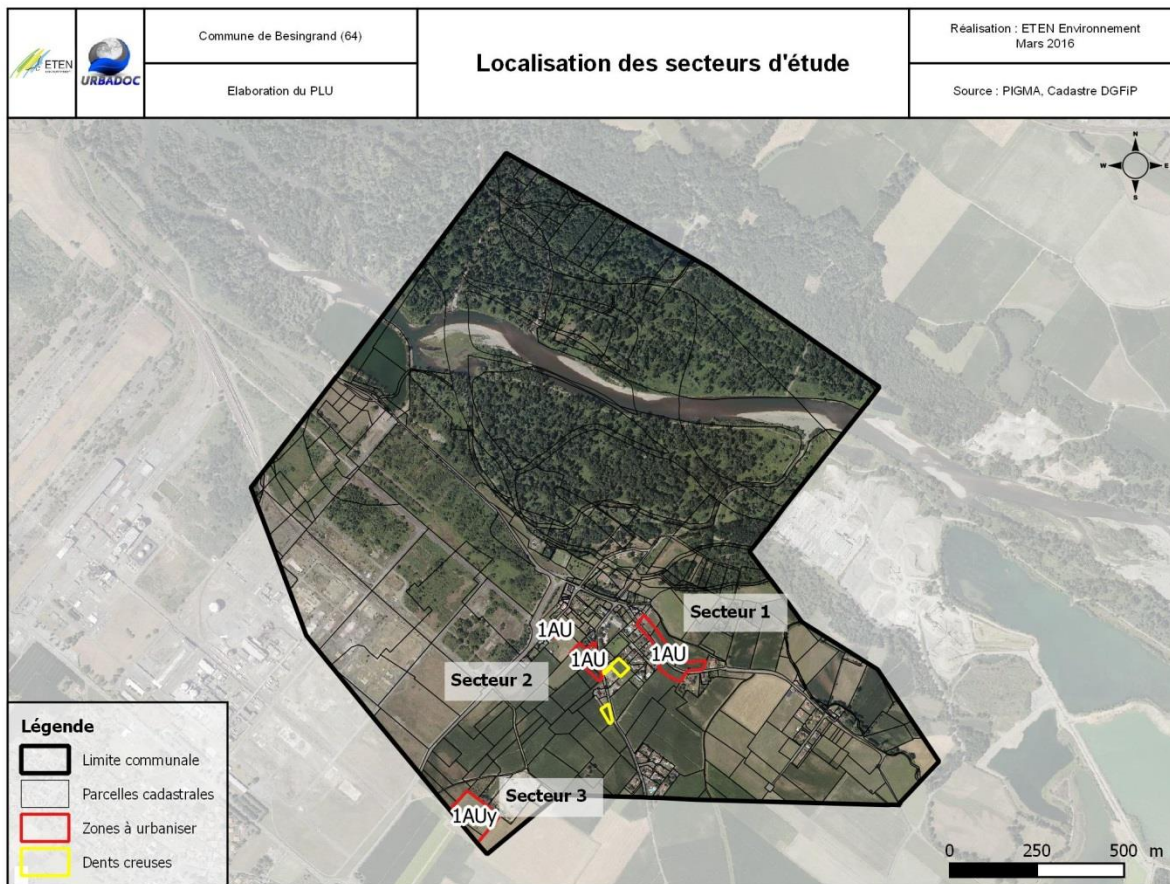 ETEN
URBADOC
Commune de Besingrand (64)
Elaboration du PLU
Localisation des secteurs d'étude
Réalisation : ETEN Environnement
Mars 2016
Source : PIGMA, Cadastre DGFiP
N
W
E
S
Secteur 1
1AU
1AU
1AU
Secteur 2
Secteur 3
1AUy
Légende
Limite communale
Parcelles cadastrales
Zones à urbaniser
Dents creuses
0 250 500 m